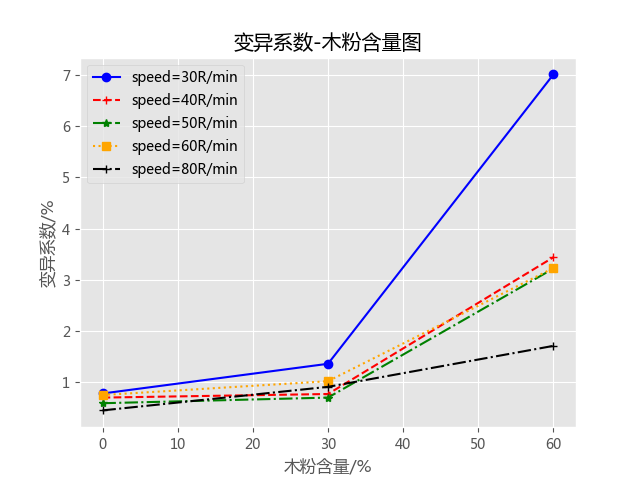 变异系数-木粉含量图
speed=30R/min
speed=40R/min
speed=50R/min
speed=60R/min
speed=80R/min
变异系数/%
7
6
5
4
3
2
1
0 10 20 30 40 50 60
木粉含量/%